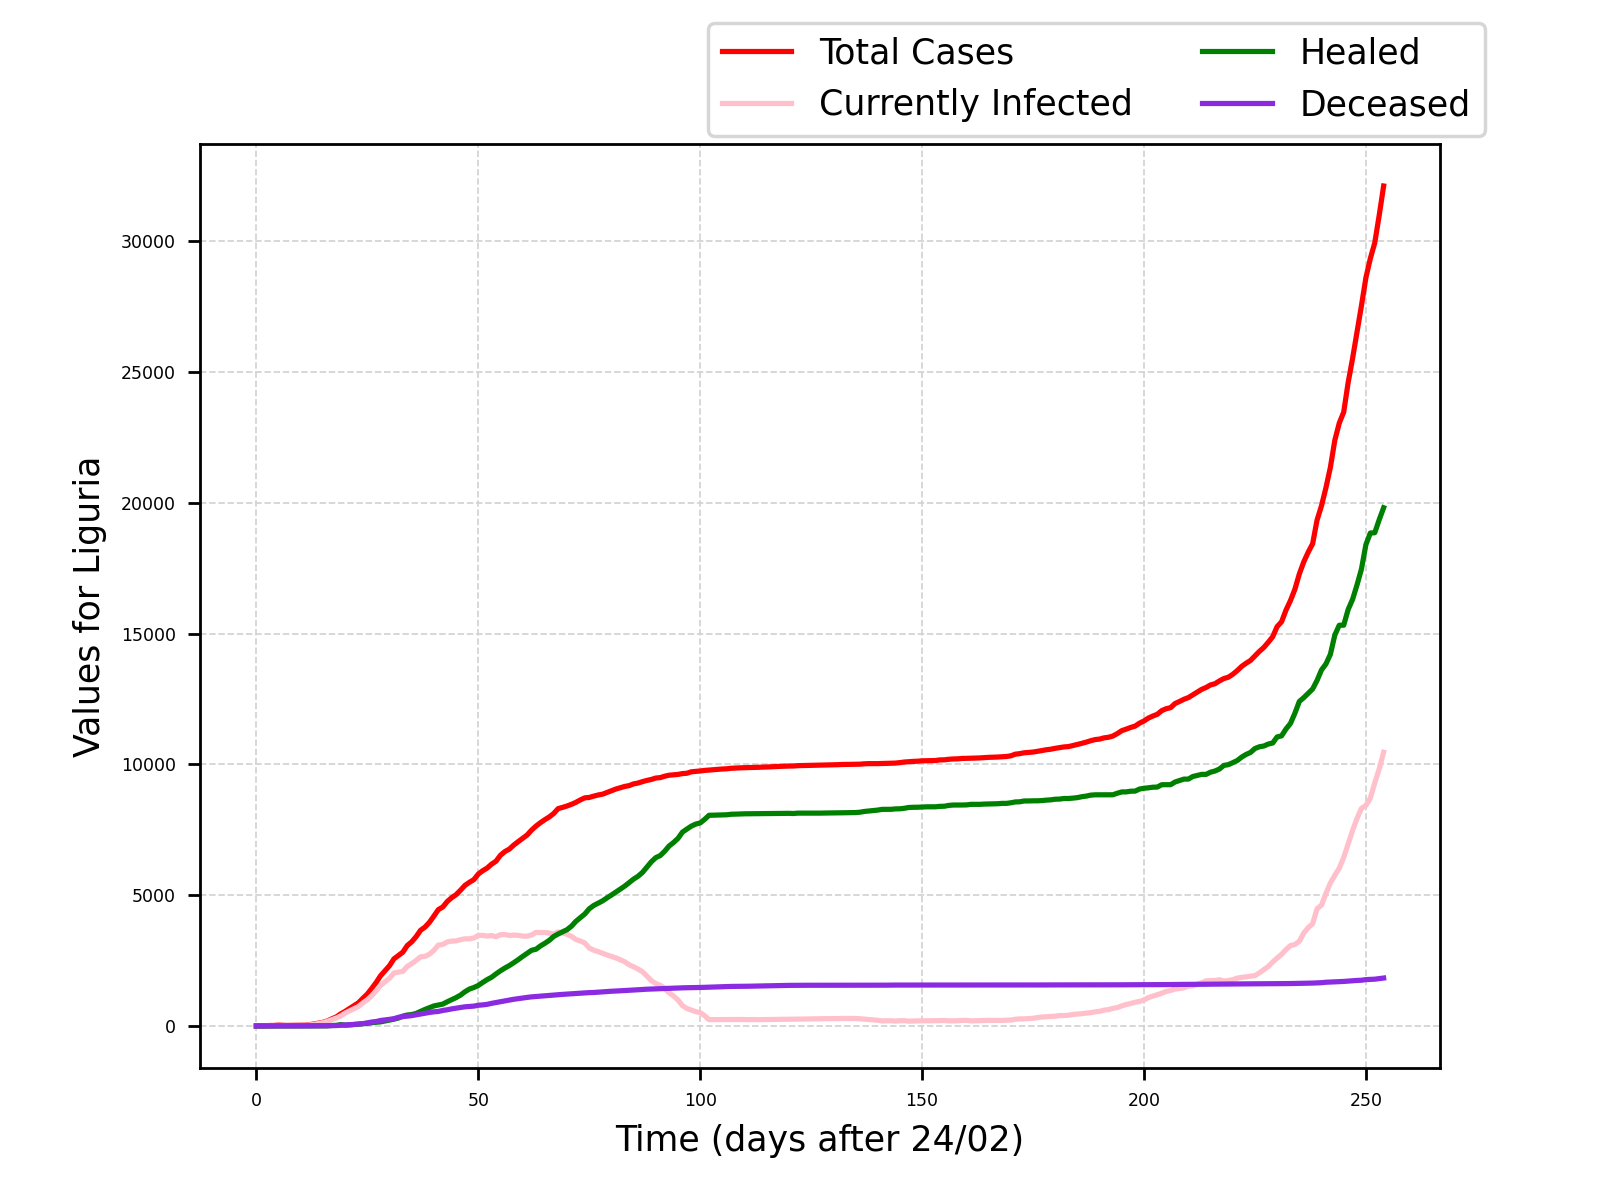 Total Cases
Currently Infected
Healed
Deceased
30000
25000
20000
15000
10000
5000
0
Values for Liguria
0 50 100 150 200 250
Time (days after 24/02)